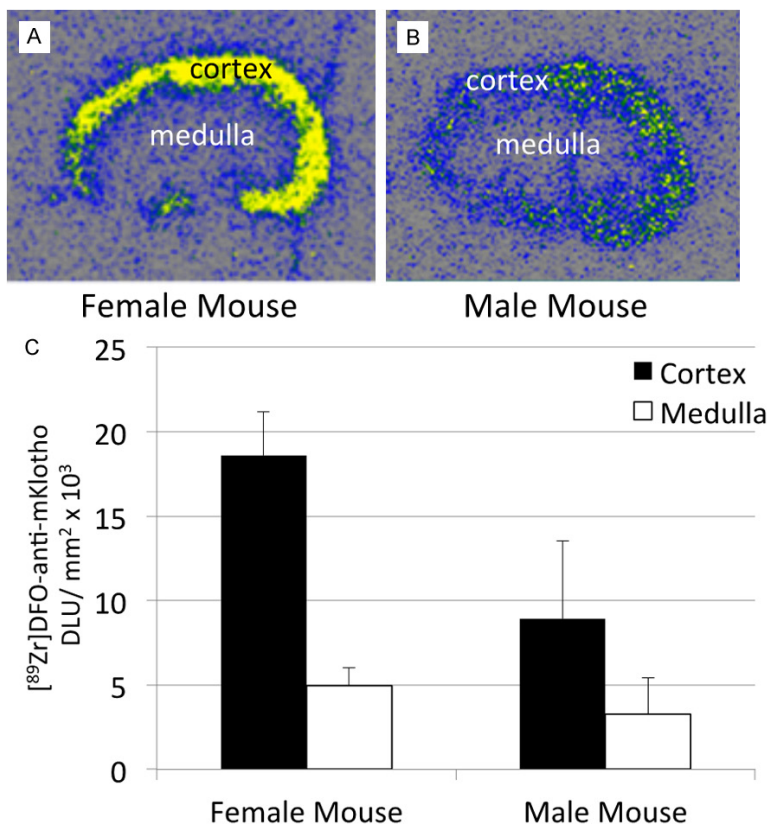 A
cortex
medulla
B
cortex
medulla
Female Mouse
Male Mouse
C
[⁸⁹Zr]DFO-anti-mKlotho
DLU/ mm² x 10³
25
20
15
10
5
0
Cortex
Medulla
Female Mouse
Male Mouse